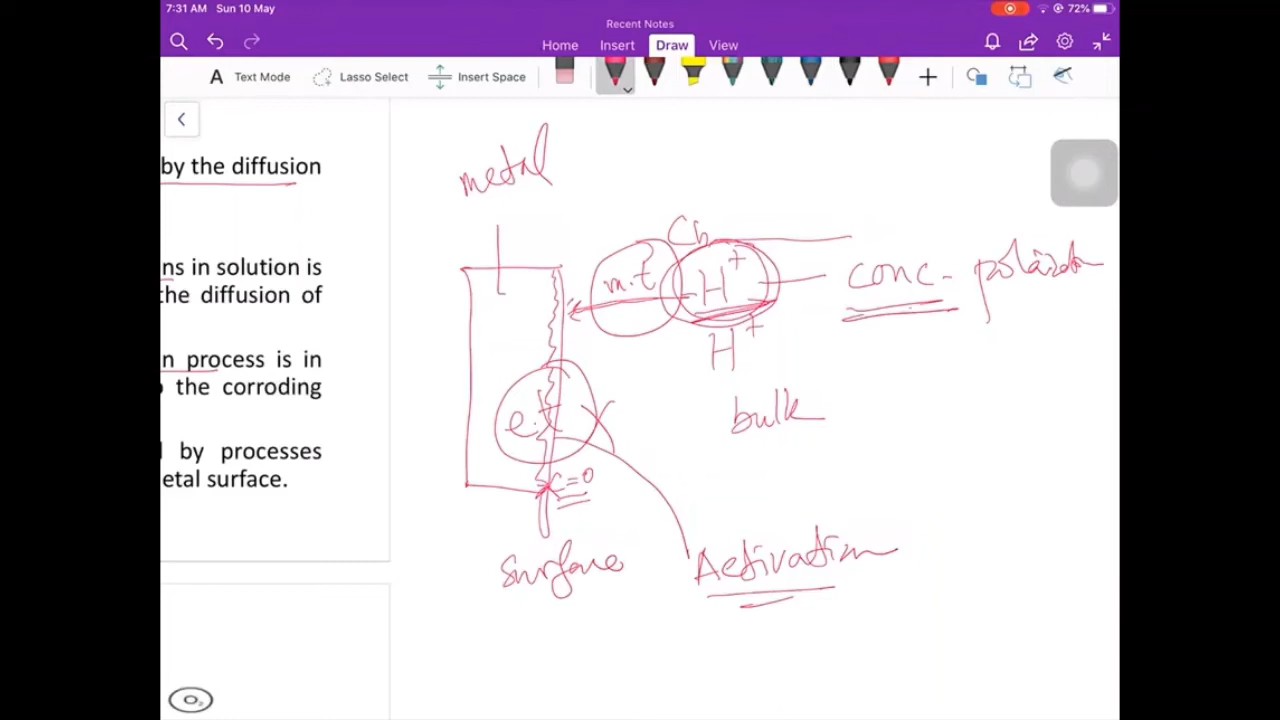 7:31 AM Sun 10 May
72%
Recent Notes
Home Insert Draw View
A Text Mode Lasso Select Insert Space
by the diffusion
ns in solution is
the diffusion of
n process is in
the corroding
l by processes
etal surface.
metal
Cb
m.t H+ conc. polarization
H+
bulk
e.t
C=0
surface
Activation